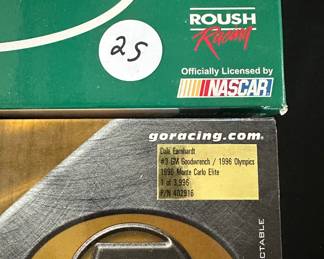 ROUSH
Racing
25
Officially Licensed by
NASCAR
goracing.com.
Dale Earnhardt
#3 GM Goodwrench / 1996 Olympics
1996 Monte Carlo Elite
1 of 3,996
P/N 402916